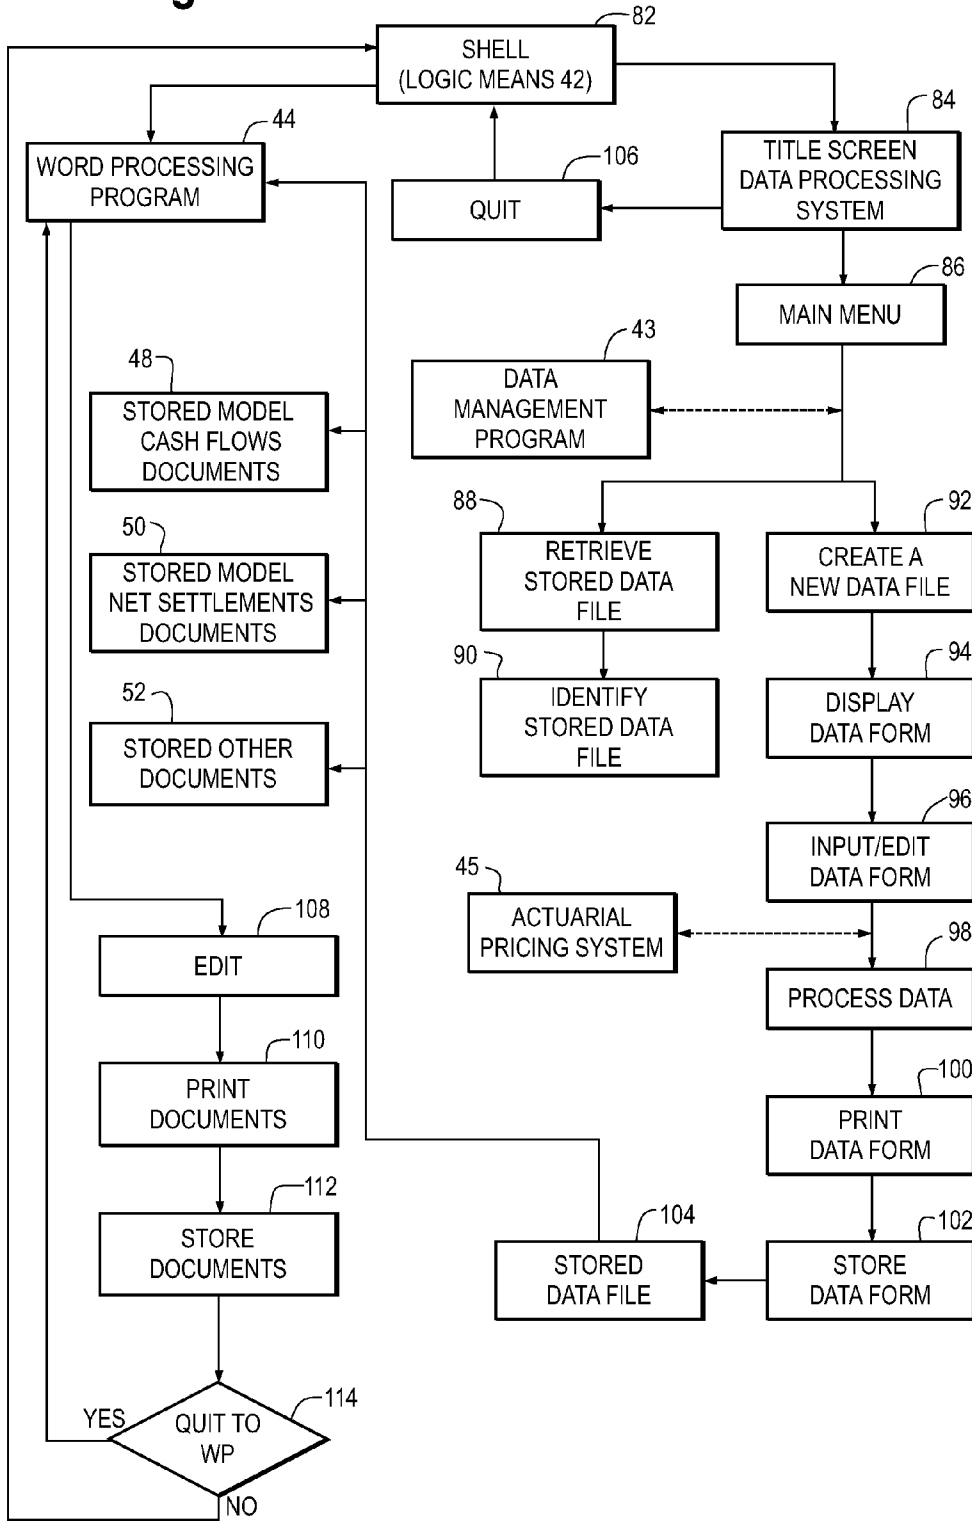 82
SHELL
(LOGIC MEANS 42)
44
WORD PROCESSING
PROGRAM
106
QUIT
84
TITLE SCREEN
DATA PROCESSING
SYSTEM
86
MAIN MENU
43
DATA
MANAGEMENT
PROGRAM
48
STORED MODEL
CASH FLOWS
DOCUMENTS
50
STORED MODEL
NET SETTLEMENTS
DOCUMENTS
52
STORED OTHER
DOCUMENTS
88
RETRIEVE
STORED DATA
FILE
90
IDENTIFY
STORED DATA
FILE
92
CREATE A
NEW DATA FILE
94
DISPLAY
DATA FORM
96
INPUT/EDIT
DATA FORM
45
ACTUARIAL
PRICING SYSTEM
98
PROCESS DATA
100
PRINT
DATA FORM
102
STORE
DATA FORM
104
STORED
DATA FILE
108
EDIT
110
PRINT
DOCUMENTS
112
STORE
DOCUMENTS
114
QUIT TO
WP
YES
NO